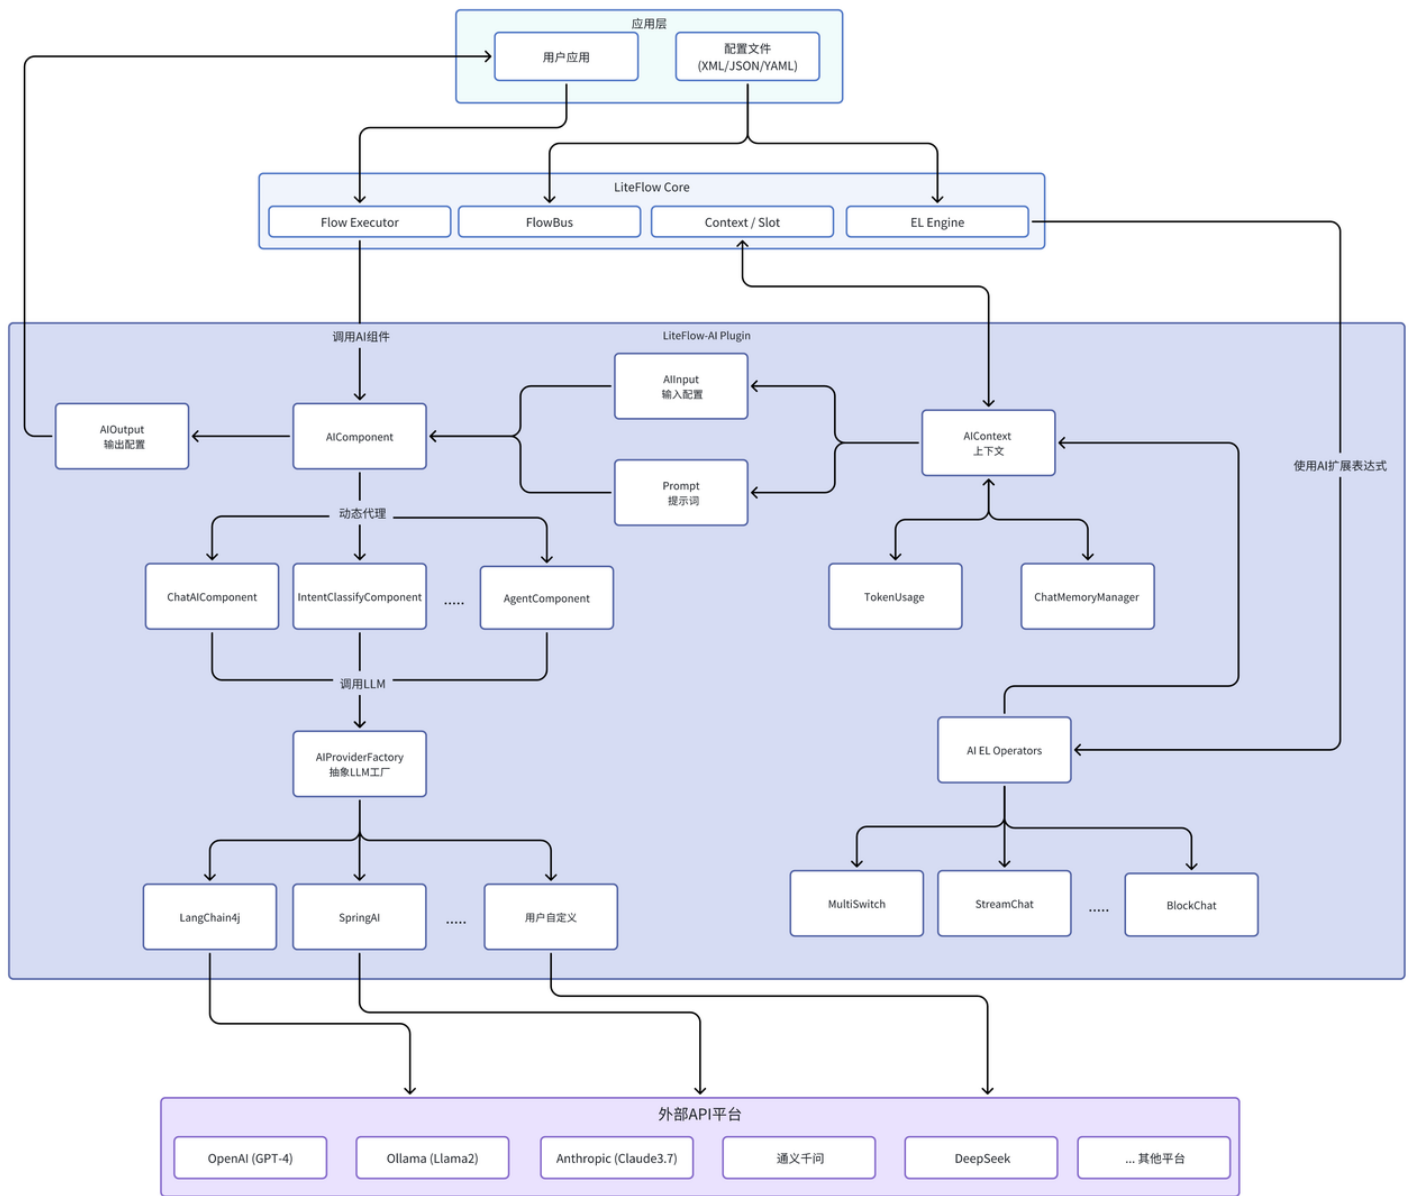 应用层
用户应用
配置文件
(XML/JSON/YAML)
LiteFlow Core
Flow Executor
FlowBus
Context / Slot
EL Engine
调用AI组件
LiteFlow-AI Plugin
AIInput
输入配置
AIOutput
输出配置
AIComponent
AIContext
上下文
使用AI扩展表达式
Prompt
提示词
动态代理
ChatAIComponent
IntentClassifyComponent
.....
AgentComponent
TokenUsage
ChatMemoryManager
调用LLM
AIProviderFactory
抽象LLM工厂
AI EL Operators
LangChain4j
SpringAI
.....
用户自定义
MultiSwitch
StreamChat
.....
BlockChat
外部API平台
OpenAI (GPT-4)
Ollama (Llama2)
Anthropic (Claude3.7)
通义千问
DeepSeek
... 其他平台